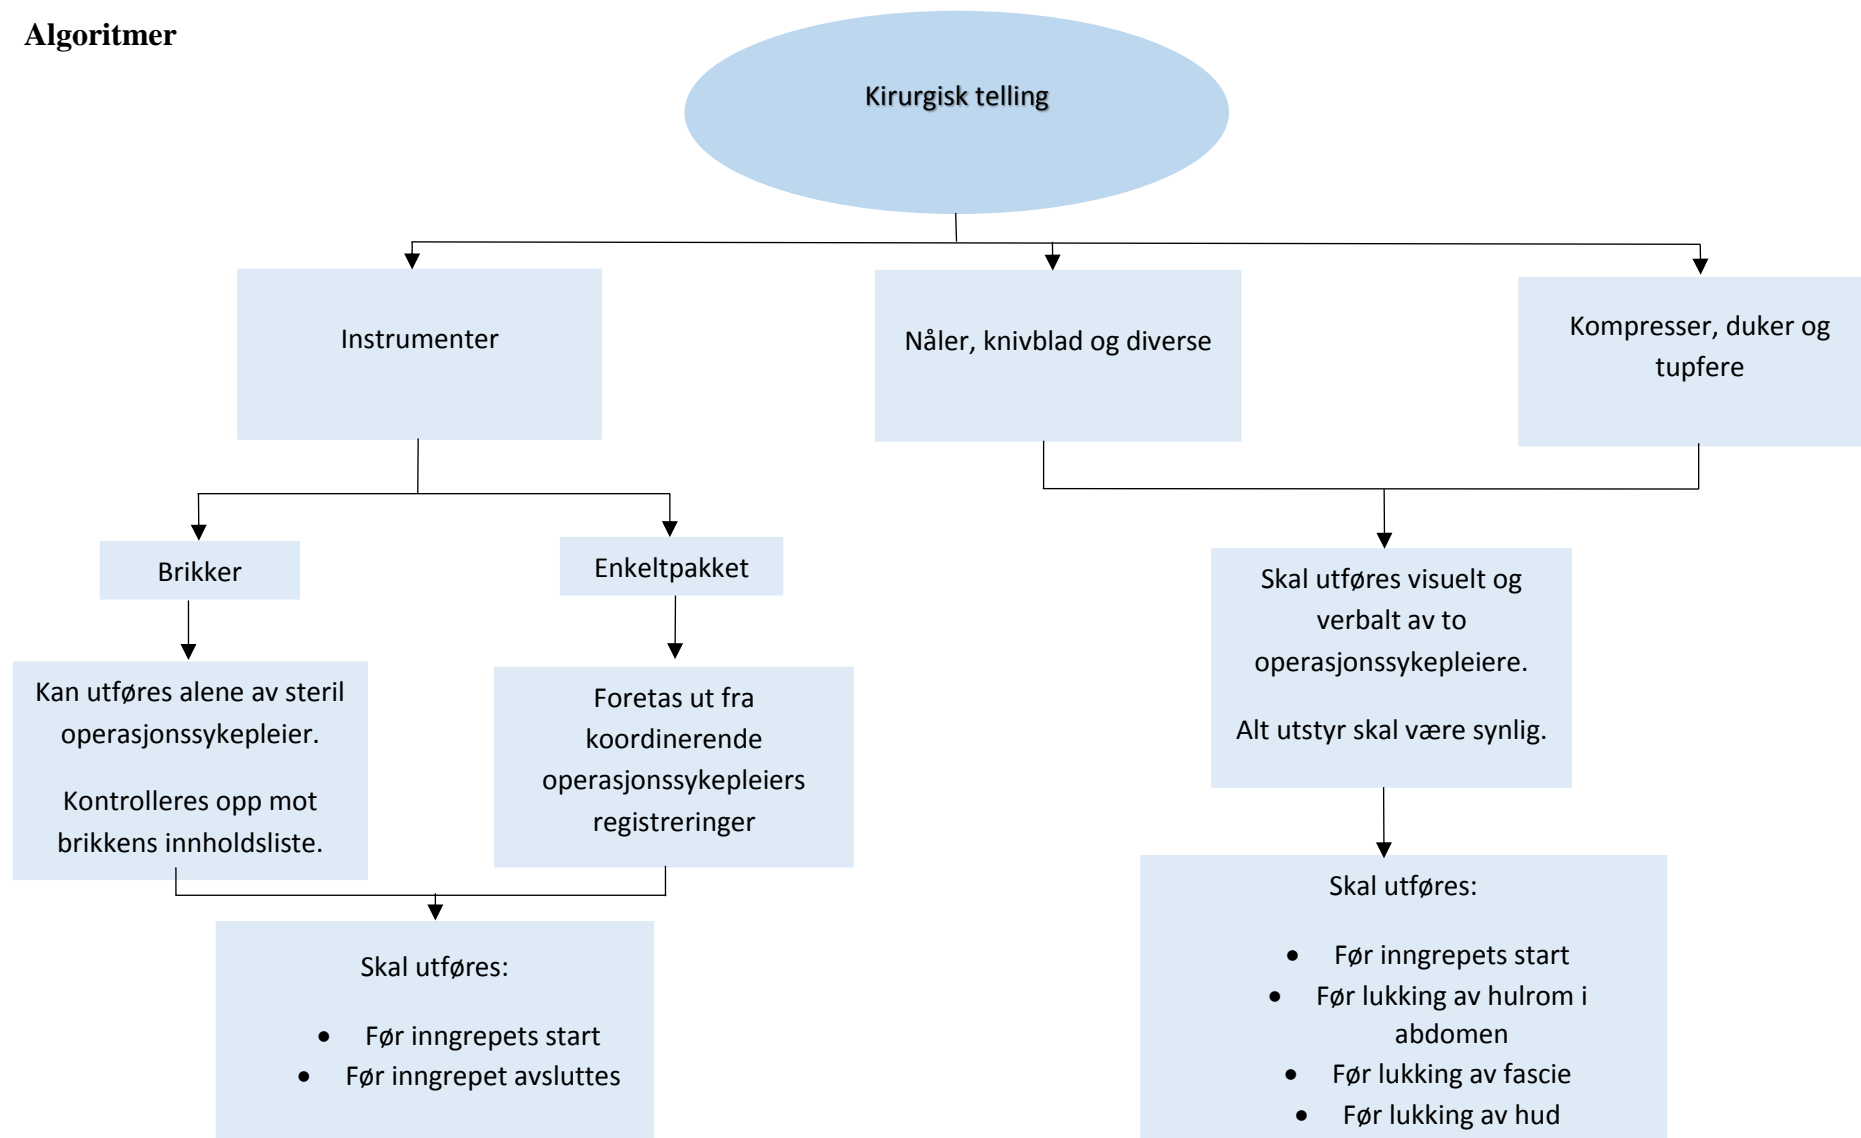 Algoritmer
Kirurgisk telling
Instrumenter
Nåler, knivblad og diverse
Kompresser, duker og
tupfere
Brikker
Enkeltpakket
Kan utføres alene av steril
operasjonssykepleier.
Kontrolleres opp mot
brikkens innholdsliste.
Foretas ut fra
koordinerende
operasjonssykepleiers
registreringer
Skal utføres visuelt og
verbalt av to
operasjonssykepleiere.
Alt utstyr skal være synlig.
Skal utføres:
• Før inngrepets start
• Før inngrepet avsluttes
Skal utføres:
• Før inngrepets start
• Før lukking av hulrom i
abdomen
• Før lukking av fascie
• Før lukking av hud